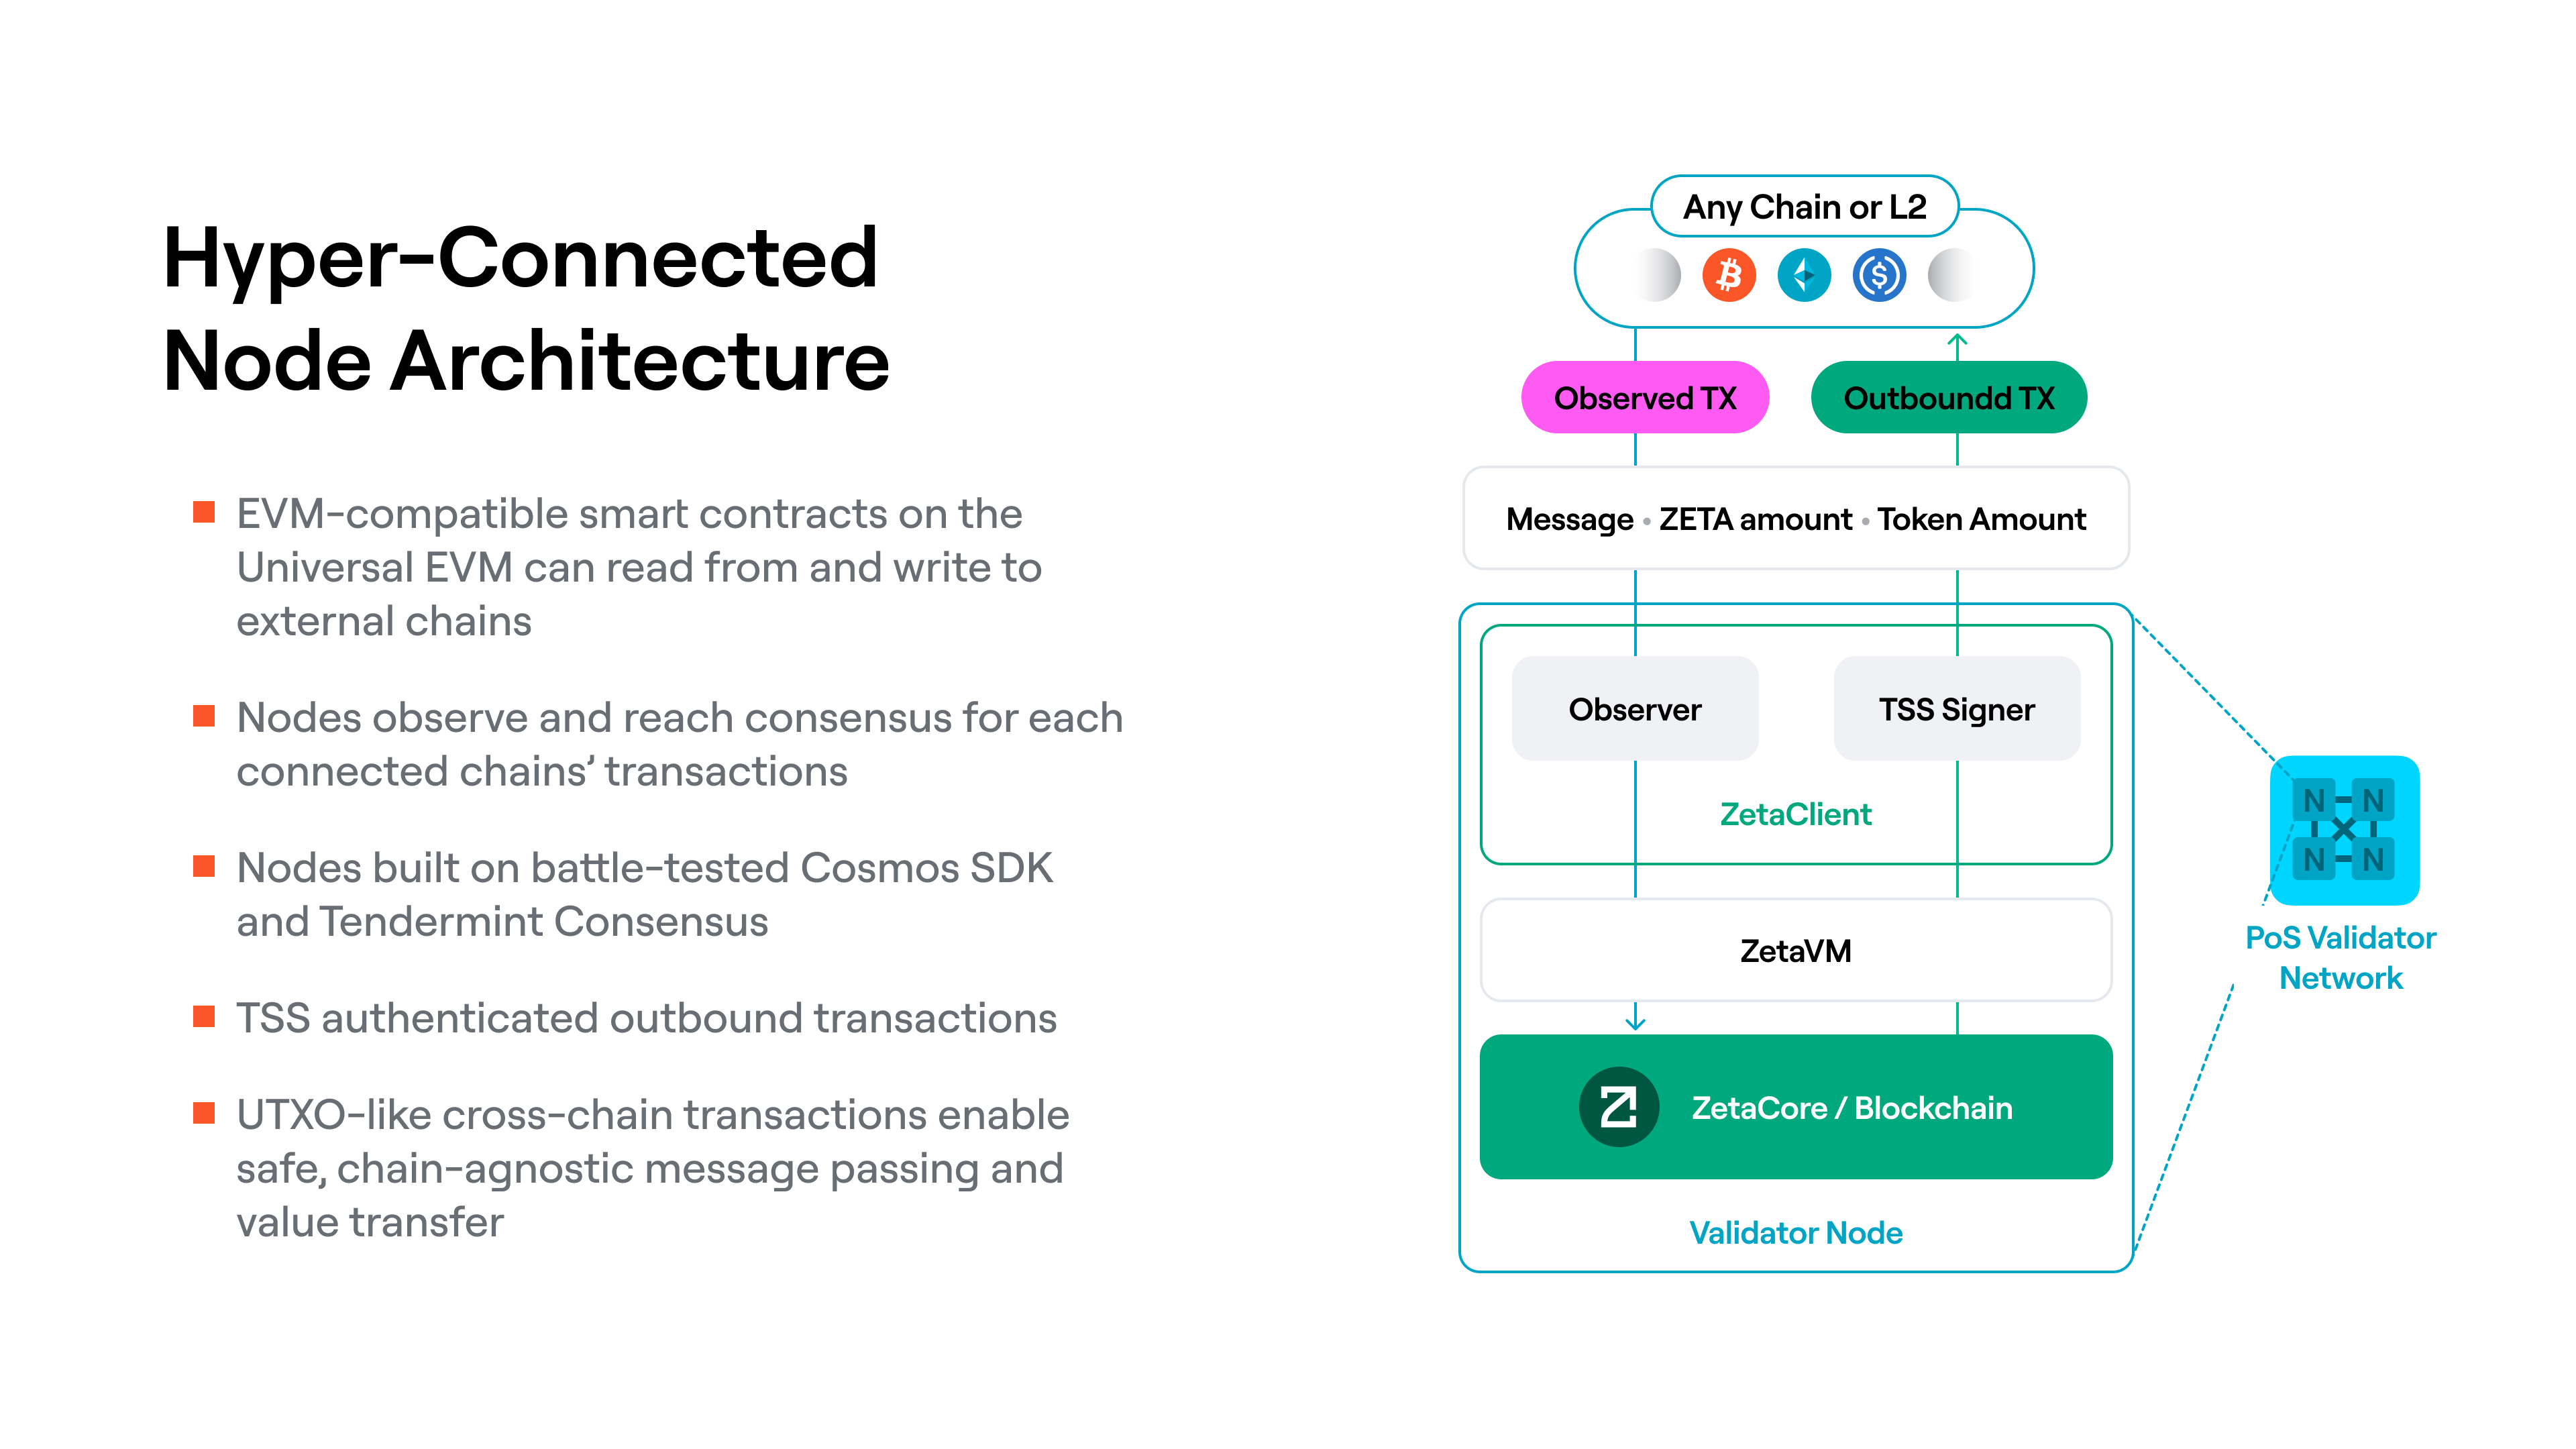 Hyper-Connected
Node Architecture
EVM-compatible smart contracts on the
Universal EVM can read from and write to
external chains
Nodes observe and reach consensus for each
connected chains’ transactions
Nodes built on battle-tested Cosmos SDK
and Tendermint Consensus
TSS authenticated outbound transactions
UTXO-like cross-chain transactions enable
safe, chain-agnostic message passing and
value transfer
Any Chain or L2
Observed TX
Outboundd TX
Message • ZETA amount • Token Amount
Observer
TSS Signer
ZetaClient
ZetaVM
ZetaCore / Blockchain
Validator Node
N N
N N
PoS Validator
Network